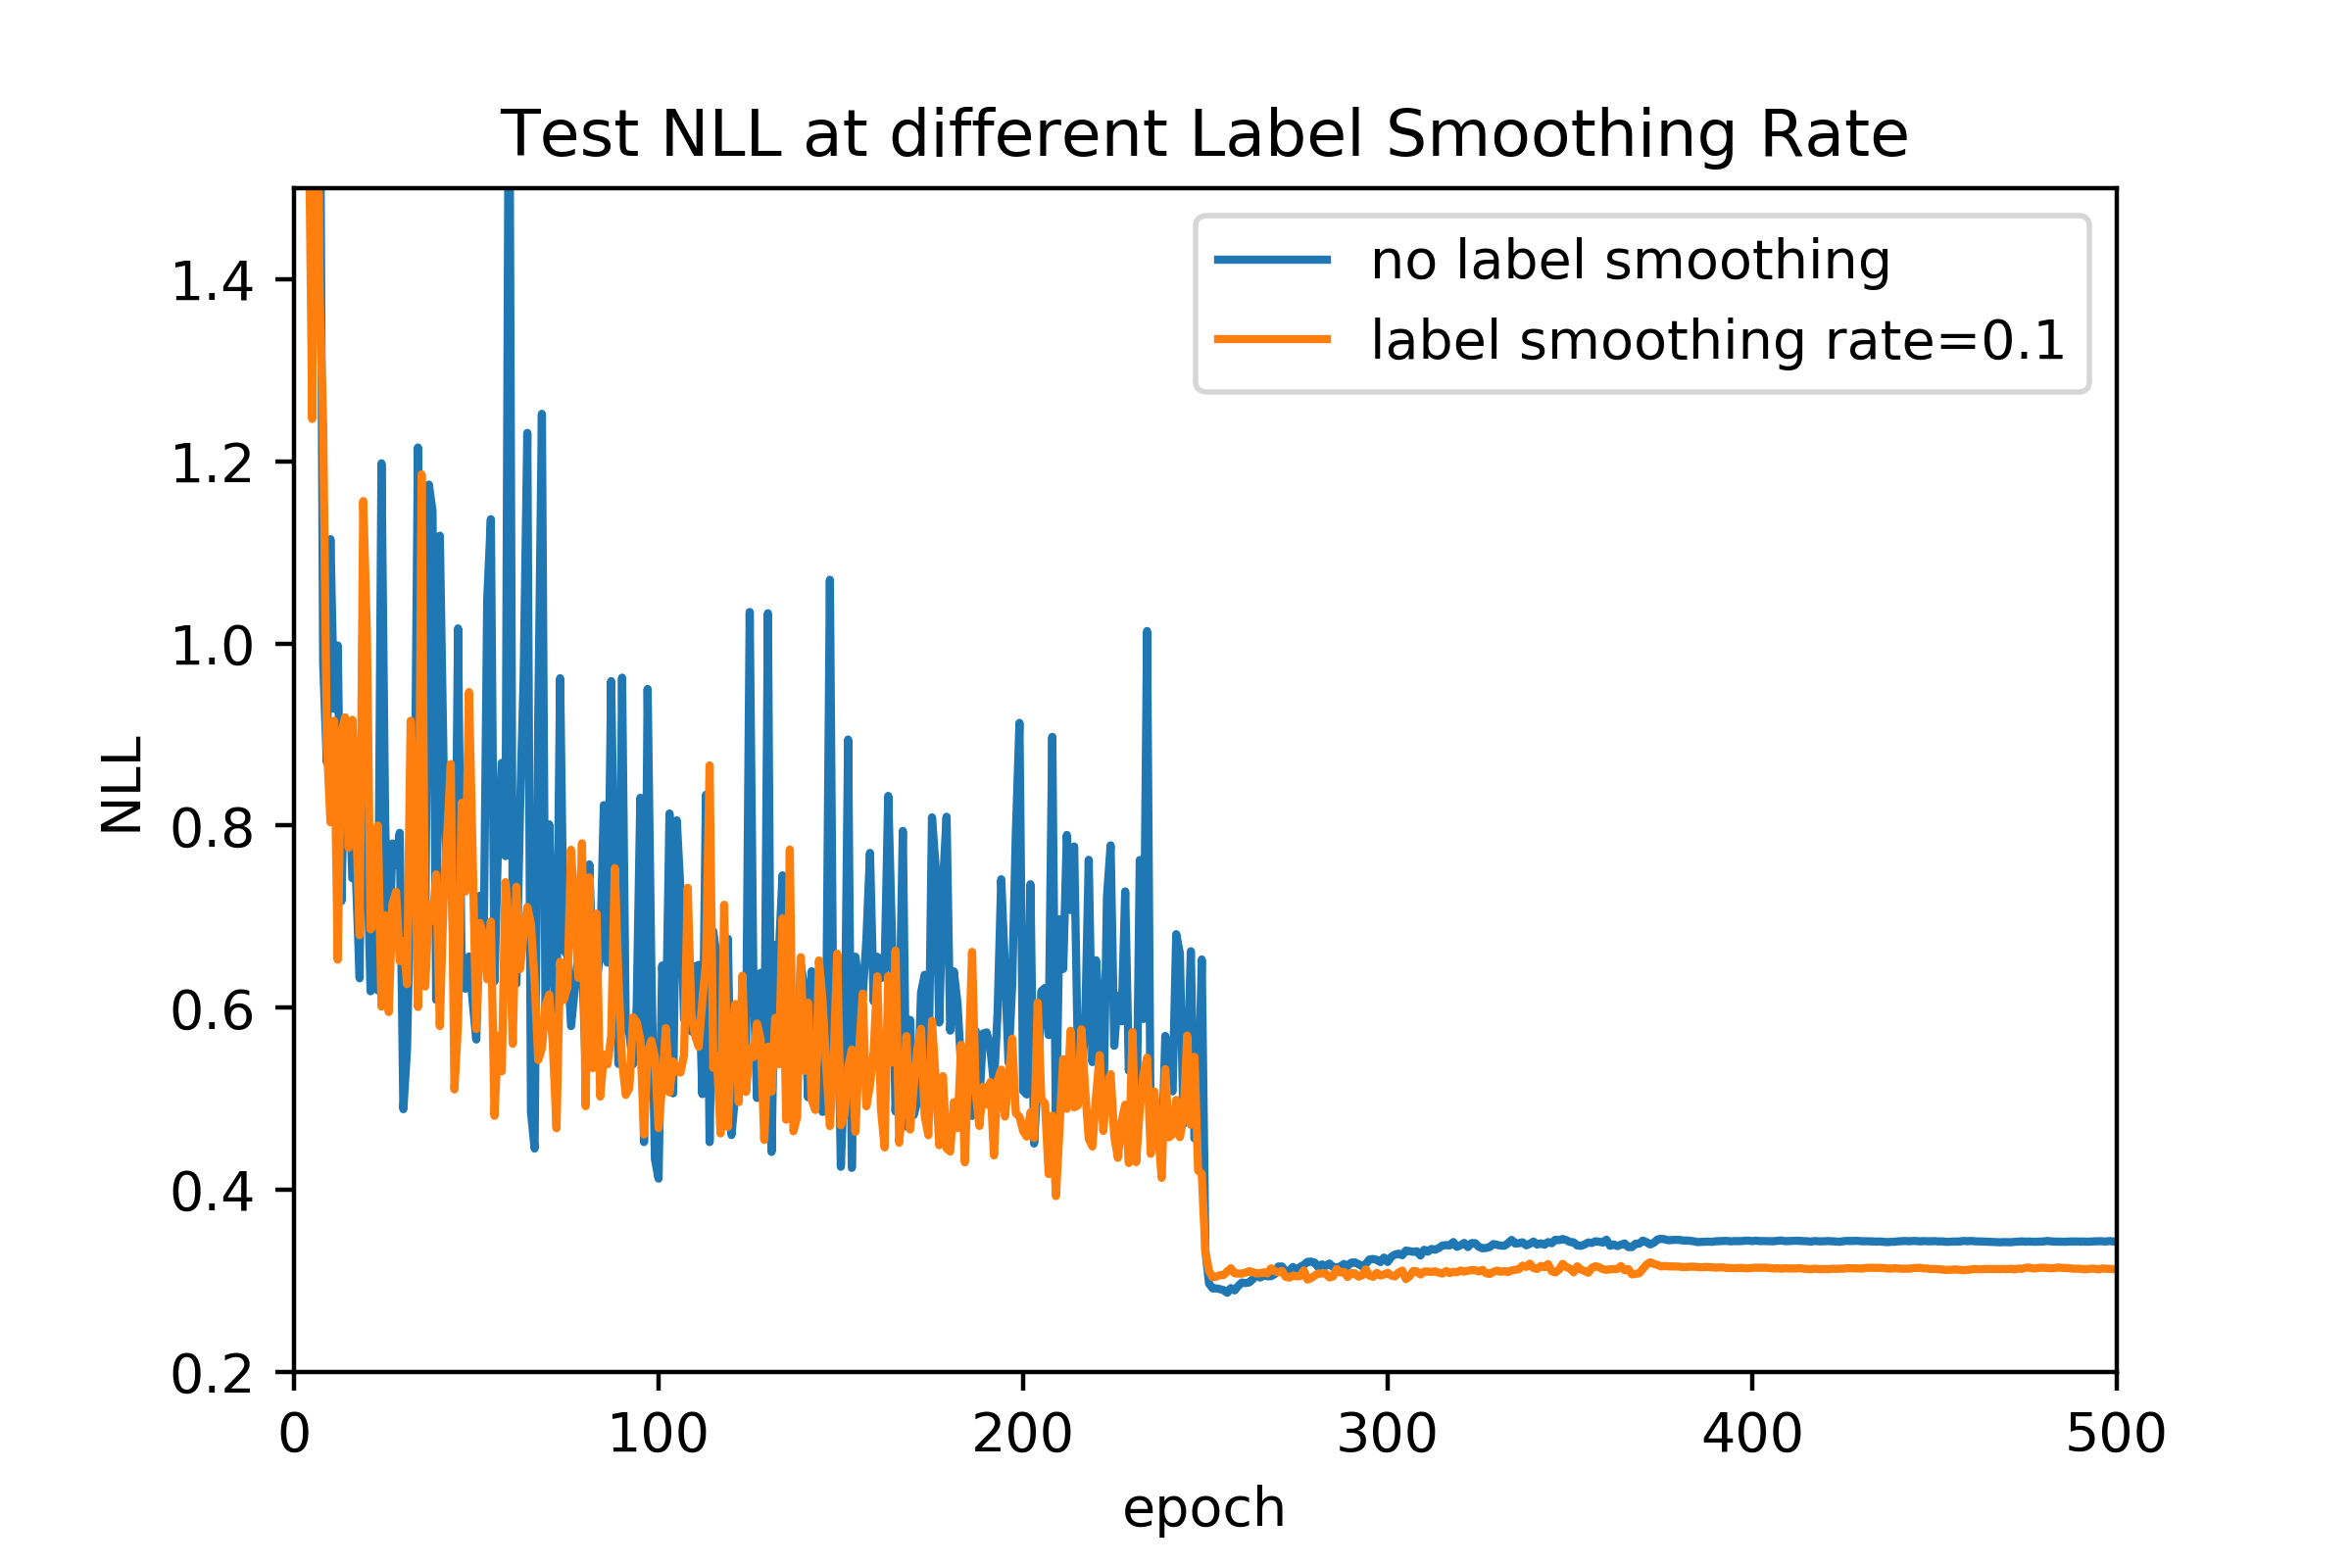 Test NLL at different Label Smoothing Rate
no label smoothing
label smoothing rate=0.1
1.4
1.2
1.0
0.8
0.6
0.4
0.2
NLL
0 100 200 300 400 500
epoch